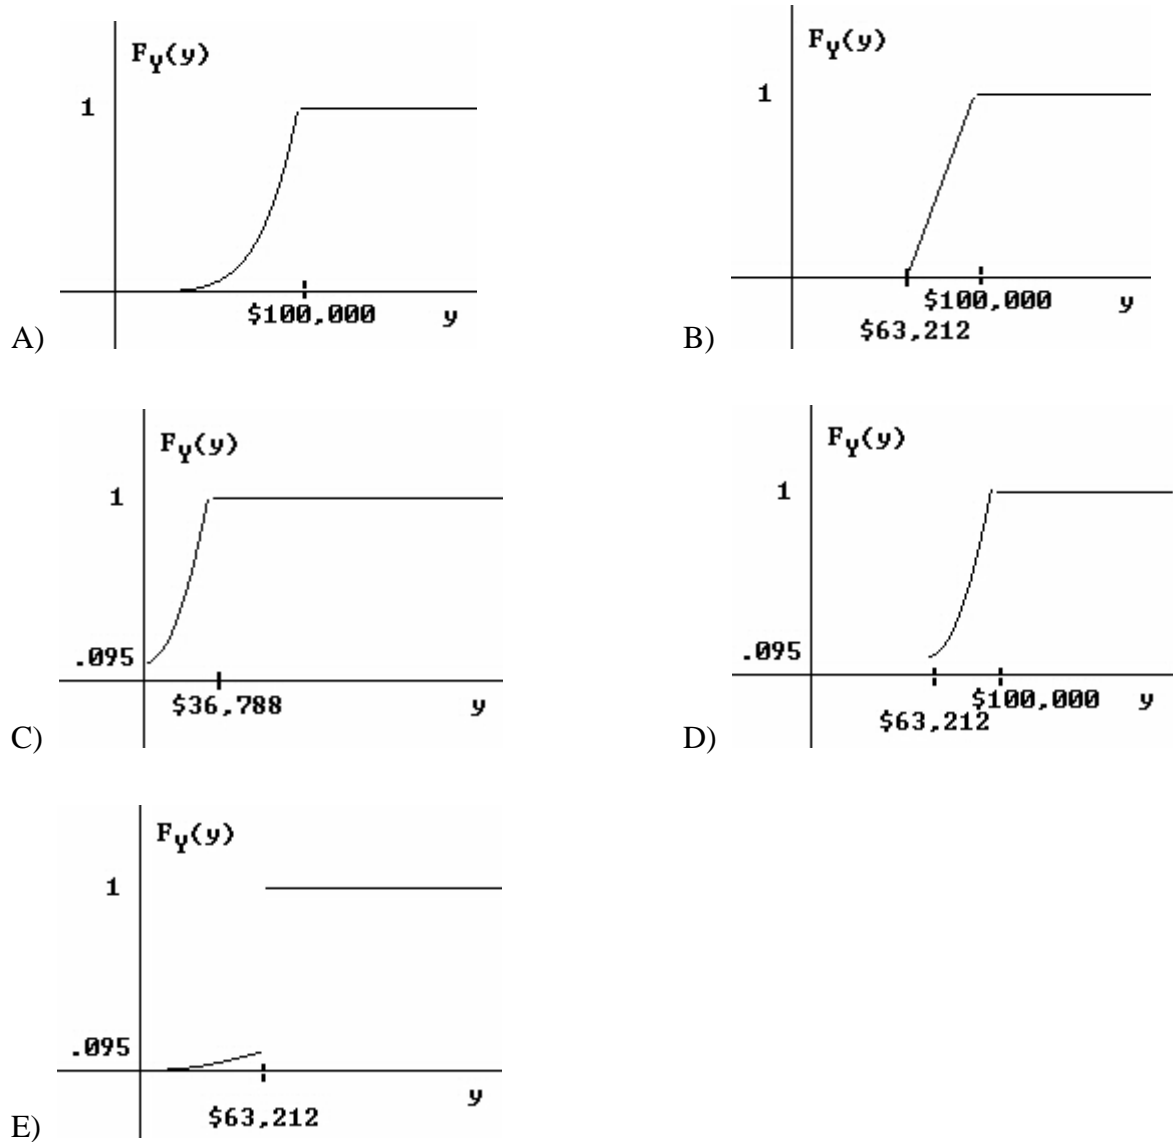 F_Y(y)
1
$100,000 y
A)
F_Y(y)
1
$100,000
$63,212
B)
F_Y(y)
1
.095
$36,788 y
C)
F_Y(y)
1
.095
$100,000 y
$63,212
D)
F_Y(y)
1
.095
y
$63,212
E)